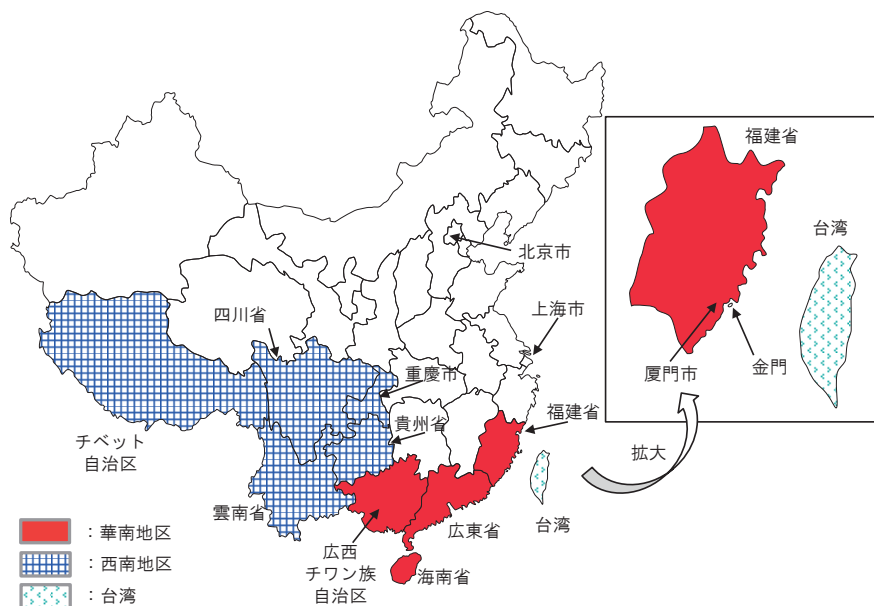 福建省
台湾
北京市
四川省
上海市
重慶市
厦門市
金門
貴州省
福建省
チベット
自治区
拡大
雲南省
台湾
広東省
広西
チワン族
自治区
海南省
：華南地区
：西南地区
：台湾